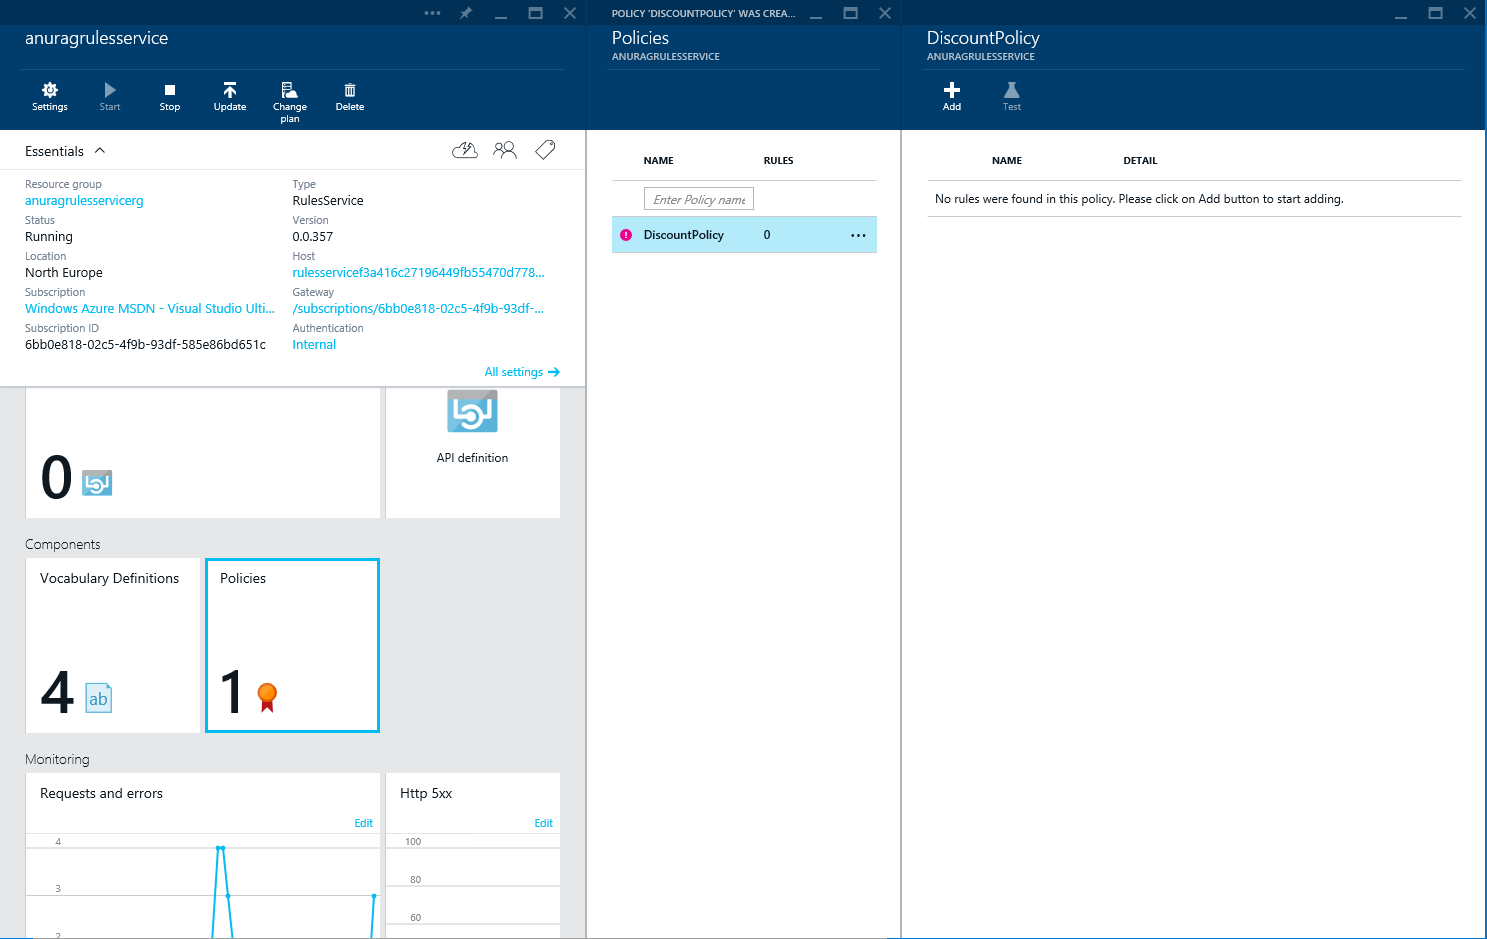 anuragrulesservice
Settings
Start
Stop
Update
Change
plan
Delete
Essentials
Resource group
anuragrulesservicerg
Status
Running
Location
North Europe
Subscription
Windows Azure MSDN - Visual Studio Ulti...
Subscription ID
6bb0e818-02c5-4f9b-93df-585e86bd651c
Type
RulesService
Version
0.0.357
Host
rulesservicef3a416c27196449fb55470d778...
Gateway
/subscriptions/6bb0e818-02c5-4f9b-93df-...
Authentication
Internal
All settings
0
API definition
Components
Vocabulary Definitions
4
ab
Policies
1
Monitoring
Requests and errors
Edit
4
3
2
Http 5xx
Edit
100
80
60
POLICY 'DISCOUNTPOLICY' WAS CREA...
Policies
ANURAGRULESSERVICE
NAME RULES
Enter Policy name
! DiscountPolicy 0 ...
DiscountPolicy
ANURAGRULESSERVICE
Add
Test
NAME DETAIL
No rules were found in this policy. Please click on Add button to start adding.